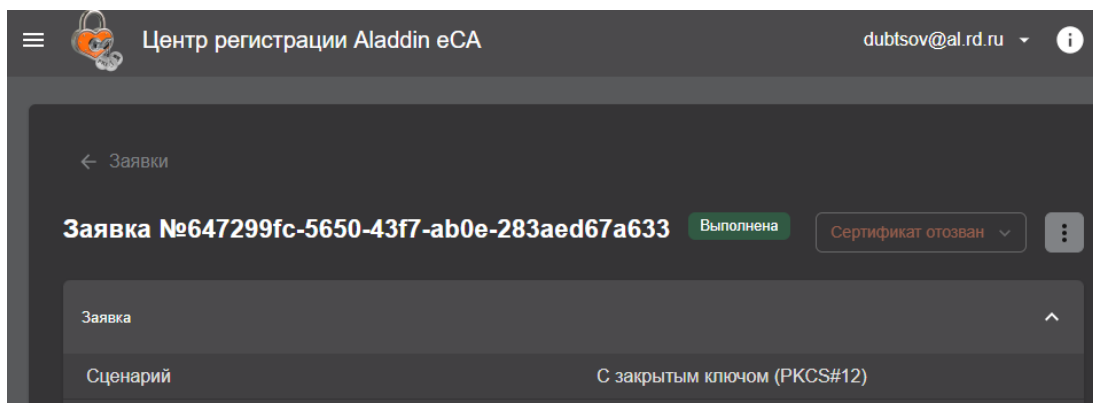 Центр регистрации Aladdin eCA
dubtsov@al.rd.ru
i
← Заявки
Заявка №647299fc-5650-43f7-ab0e-283aed67a633 Выполнена Сертификат отозван
Заявка
Сценарий С закрытым ключом (PKCS#12)